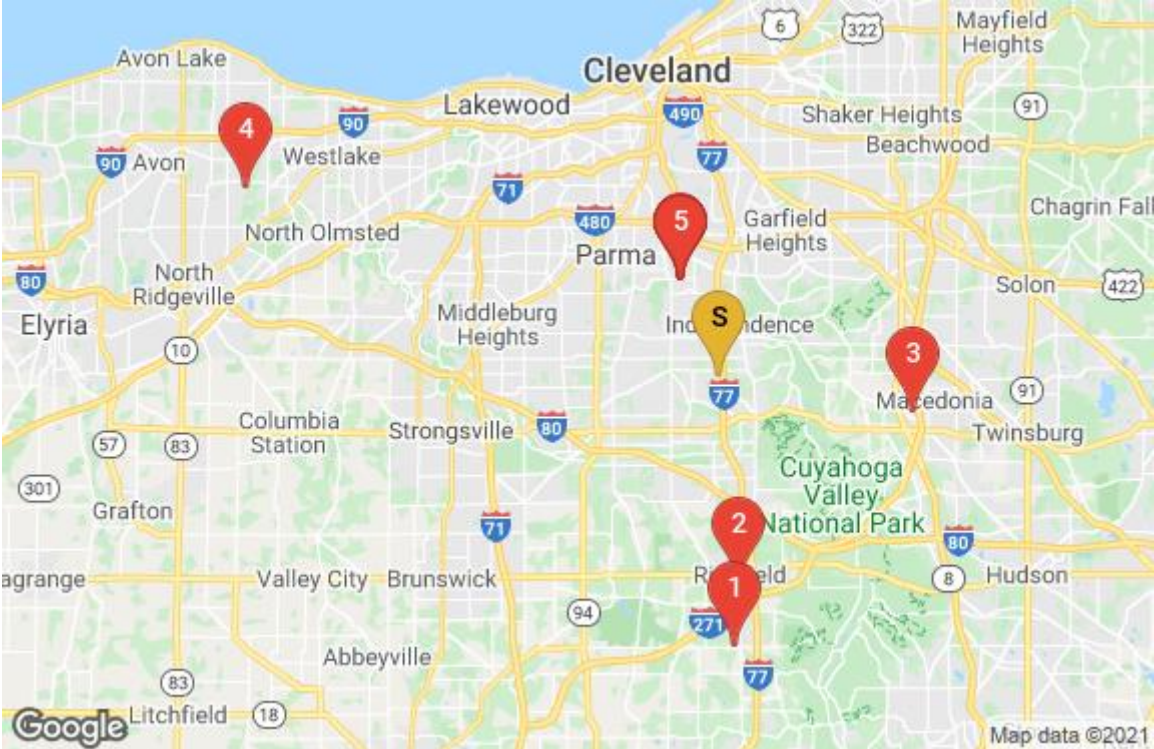 6
322
Mayfield
Heights
Avon Lake
Cleveland
Lakewood
490
91
Shaker Heights
90
4
Beachwood
Westlake
77
90
Avon
71
5
Chagrin Fall
480
Garfield
Heights
North Olmsted
Parma
North
Ridgeville
80
Solon
422
Middleburg
Heights
S
Elyria
10
3
77
91
Macedonia
Columbia
Station
80
Strongsville
Twinsburg
57
83
Cuyahoga
Valley
National Park
301
Grafton
71
2
80
agrange
Valley City
Brunswick
8
Hudson
1
94
271
Abbeyville
77
83
Litchfield
18
Google
Map data ©2021